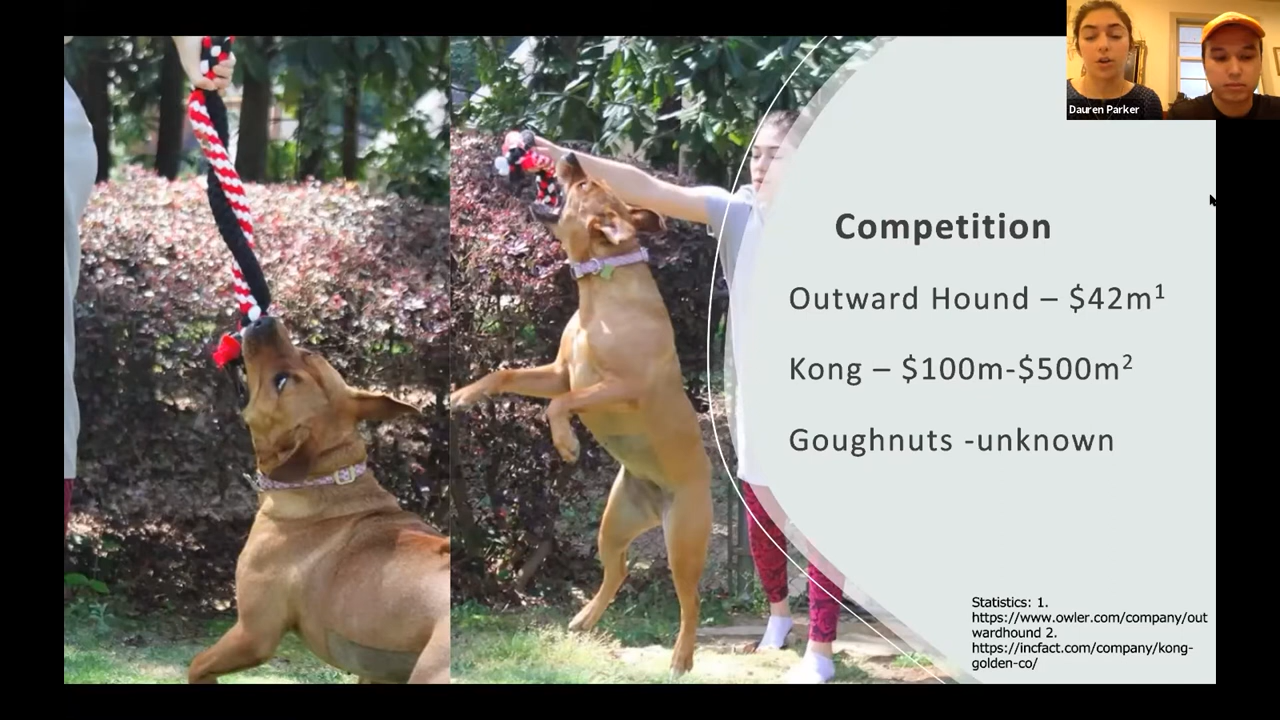 Dauren Parker
Competition
Outward Hound – $42m¹
Kong – $100m-$500m²
Goughnuts -unknown
Statistics: 1.
https://www.owler.com/company/out
wardhound 2.
https://incfact.com/company/kong-
golden-co/